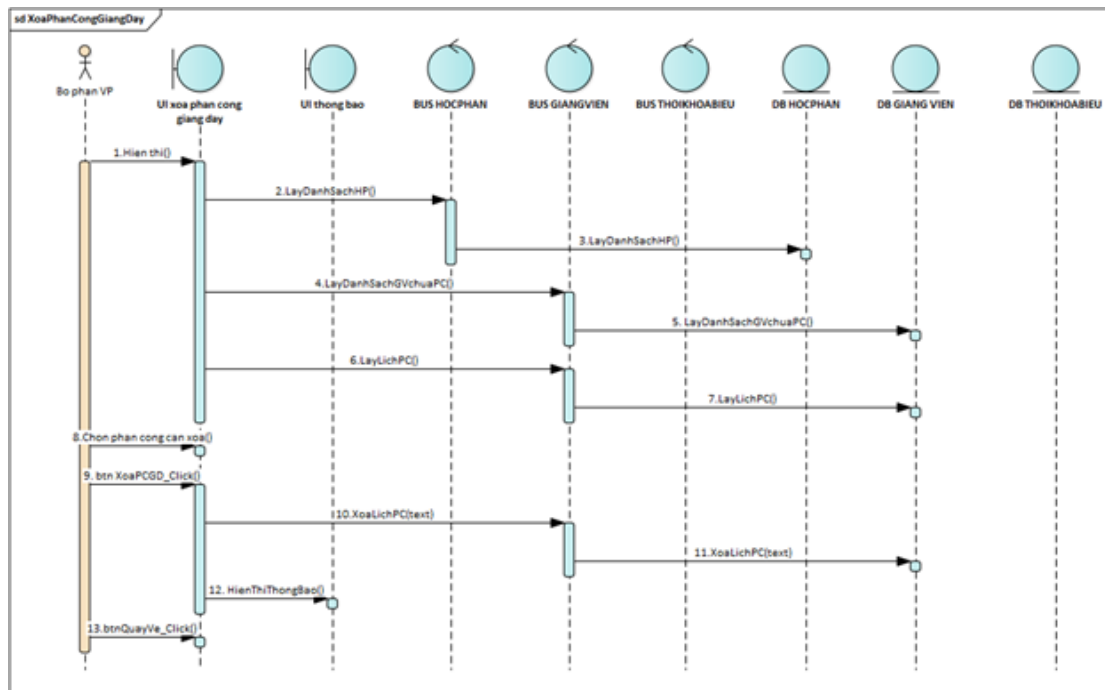 sd XoaPhanCongGiangDay
Bo phan VP
UI xoa phan cong
giang day
UI thong bao
BUS HOCPHAN
BUS GIANGVIEN
BUS THOIKHOABIEU
DB HOCPHAN
DB GIANG VIEN
DB THOIKHOABIEU
1.Hien thi()
2.LayDanhSachHP()
3.LayDanhSachHP()
4.LayDanhSachGVchuaPC()
5. LayDanhSachGVchuaPC()
6.LayLichPC()
7.LayLichPC()
8.Chon phan cong can xoa()
9. btn XoaPCGD_Click()
10.XoaLichPC(text)
11.XoaLichPC(text)
12. HienThiThongBao()
13.btnQuayVe_Click()